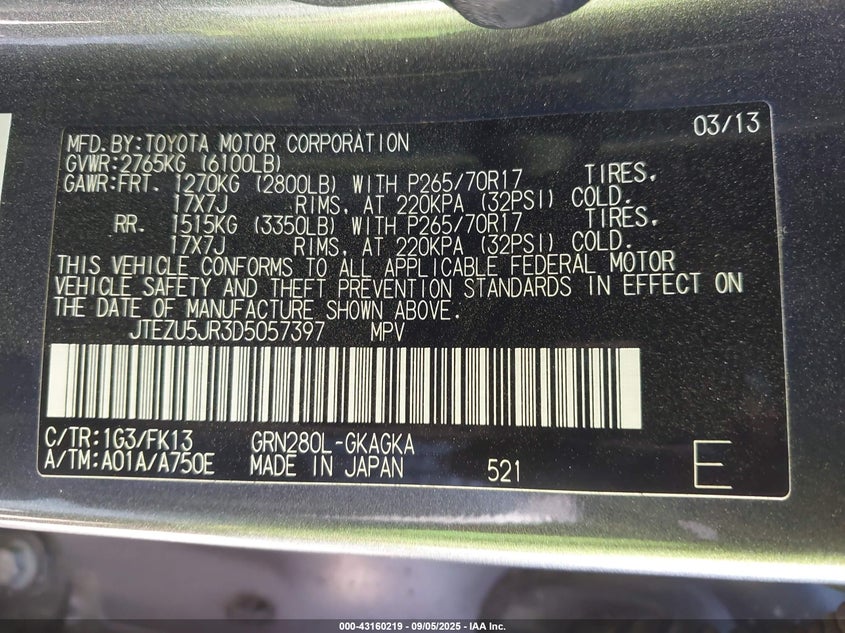 03/13
MFD.BY:TOYOTA MOTOR CORPORATION
GVWR:2765KG (6100LB)
GAWR:FRT. 1270KG (2800LB) WITH P265/70R17 TIRES,
17X7J RIMS, AT 220KPA (32PSI) COLD.
RR. 1515KG (3350LB) WITH P265/70R17 TIRES,
17X7J RIMS, AT 220KPA (32PSI) COLD.
THIS VEHICLE CONFORMS TO ALL APPLICABLE FEDERAL MOTOR
VEHICLE SAFETY AND THEFT PREVENTION STANDARDS IN EFFECT ON
THE DATE OF MANUFACTURE SHOWN ABOVE.
JTEZU5JR3D5057397 MPV
C/TR:1G3/FK13 GRN280L-GKAGKA
A/TM:A01A/A750E MADE IN JAPAN 521 E
000-43160219 - 09/05/2025 - IAA Inc.